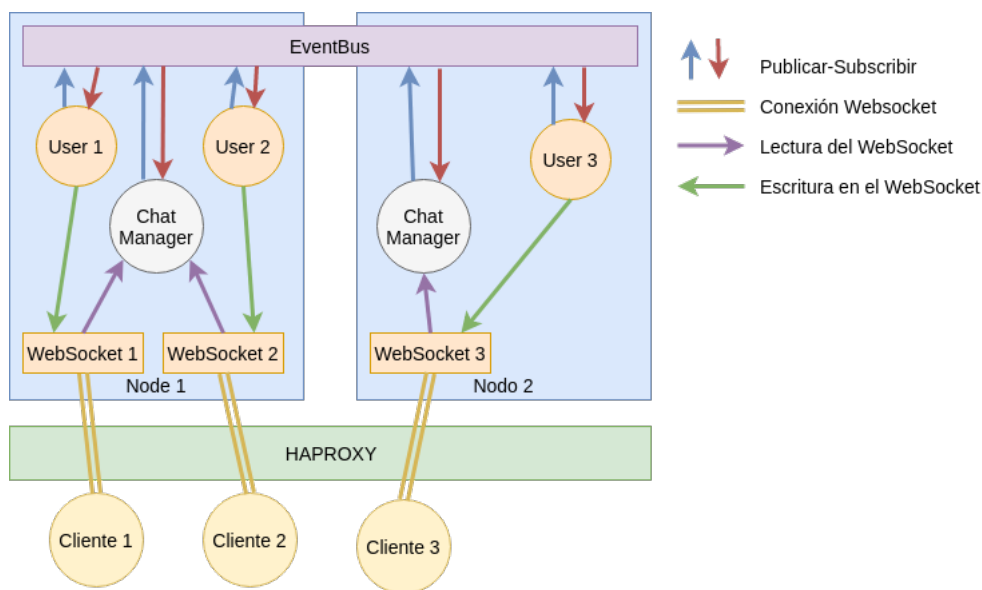 EventBus
User 1
User 2
User 3
Chat
Manager
Chat
Manager
WebSocket 1
WebSocket 2
WebSocket 3
Node 1
Nodo 2
HAPROXY
Cliente 1
Cliente 2
Cliente 3
Publicar-Subscribir
Conexión Websocket
Lectura del WebSocket
Escritura en el WebSocket